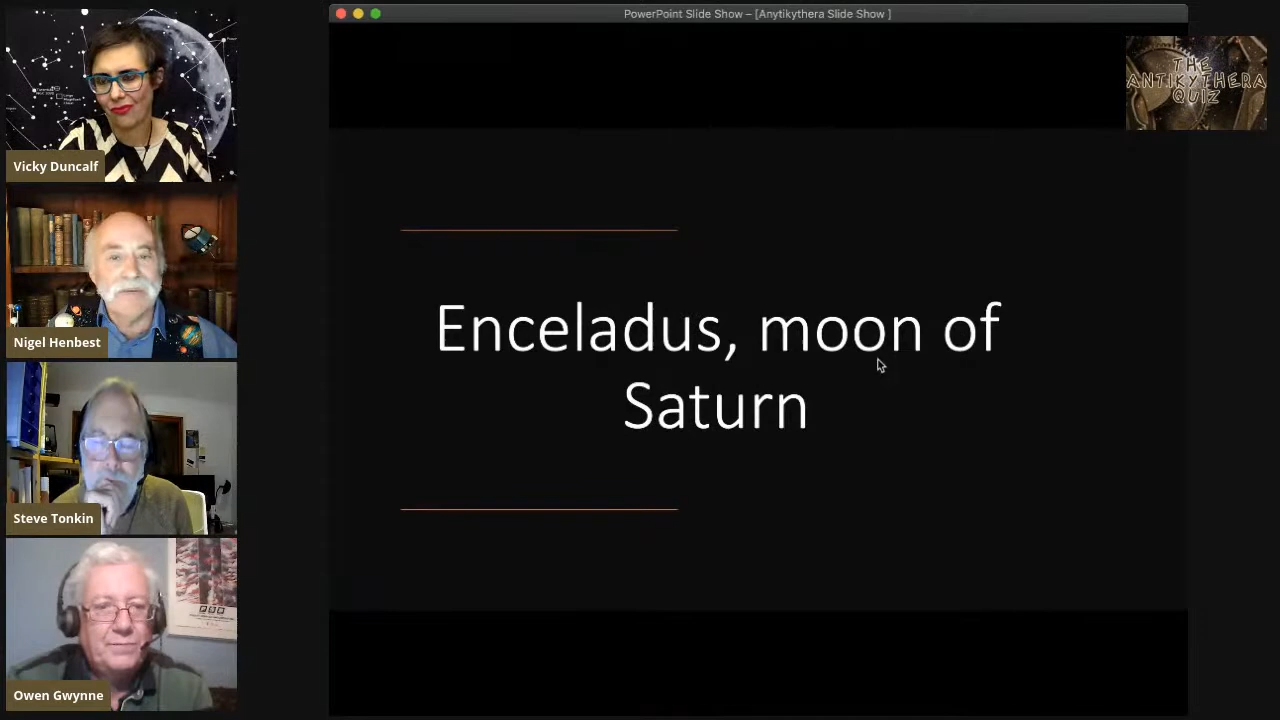 PowerPoint Slide Show – [Anytikythera Slide Show ]
THE
ANTIKYTHERA
QUIZ
Vicky Duncalf
Nigel Henbest
Steve Tonkin
Owen Gwynne
Enceladus, moon of
Saturn